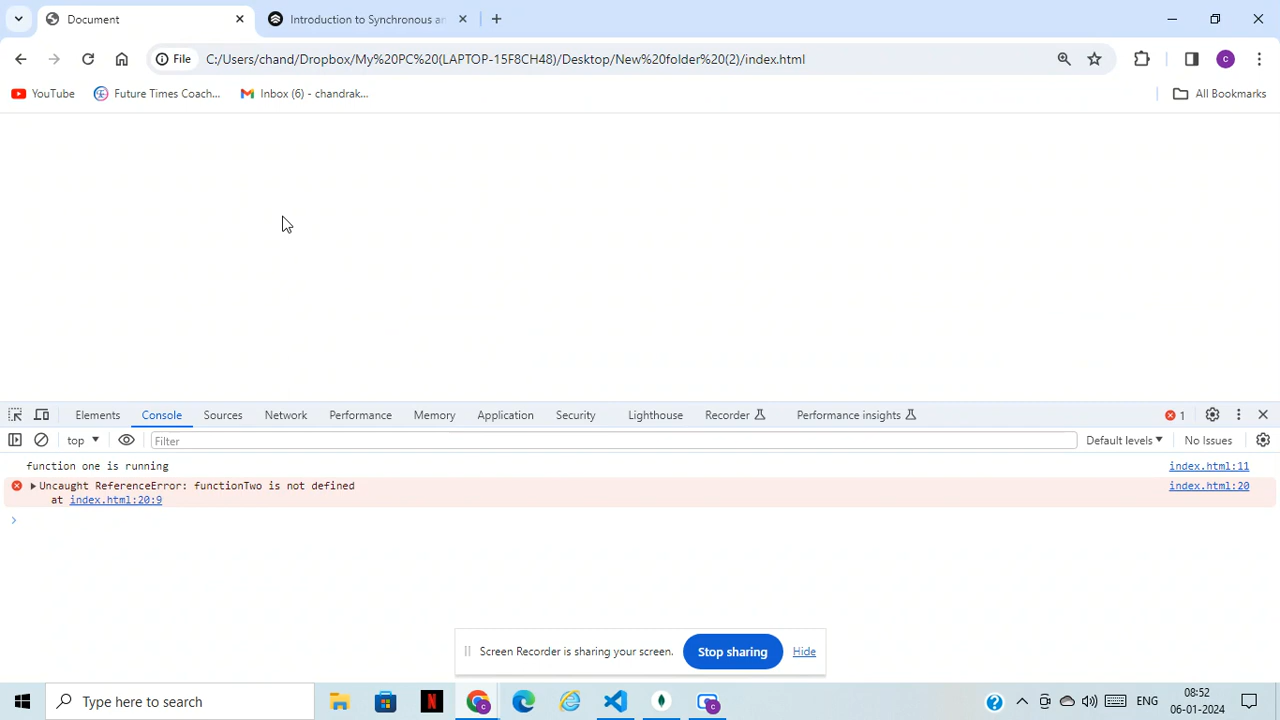 Document
Introduction to Synchronous a
File
C:/Users/chand/Dropbox/My%20PC%20(LAPTOP-15F8CH48)/Desktop/New%20folder%20(2)/index.html
c
YouTube
Future Times Coach...
Inbox (6) - chandrak...
All Bookmarks
Elements
Console
Sources
Network
Performance
Memory
Application
Security
Lighthouse
Recorder
Performance insights
1
top
Filter
Default levels
No Issues
function one is running
index.html:11
Uncaught ReferenceError: functionTwo is not defined
index.html:20
at index.html:20:9
Screen Recorder is sharing your screen.
Stop sharing
Hide
Type here to search
ENG
08:52
06-01-2024